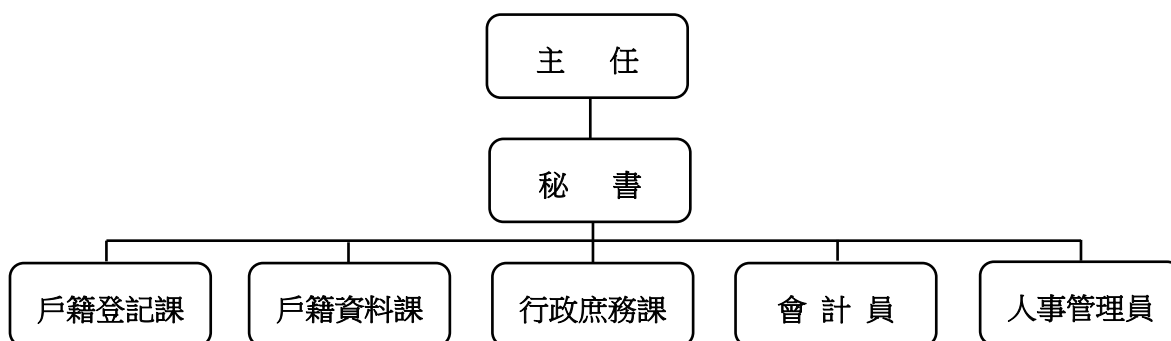 主 任
秘 書
戶籍登記課
戶籍資料課
行政庶務課
會 計 員
人事管理員